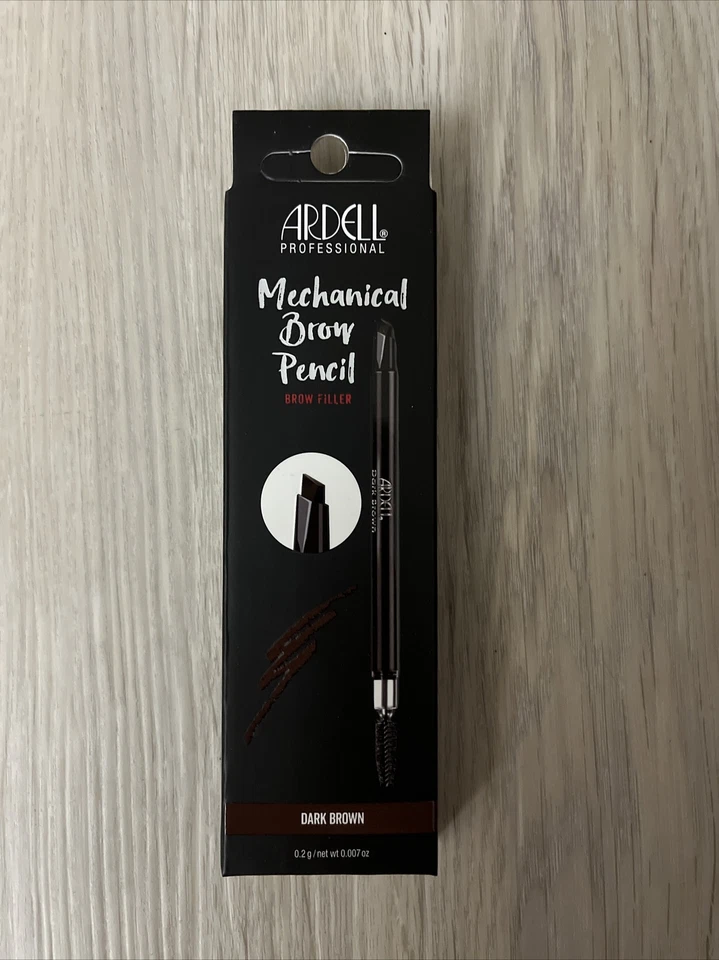 ARDELL®
PROFESSIONAL
Mechanical
Brow
Pencil
BROW FILLER
ARDELL
Dark Brown
DARK BROWN
0.2 g / net wt 0.007 oz